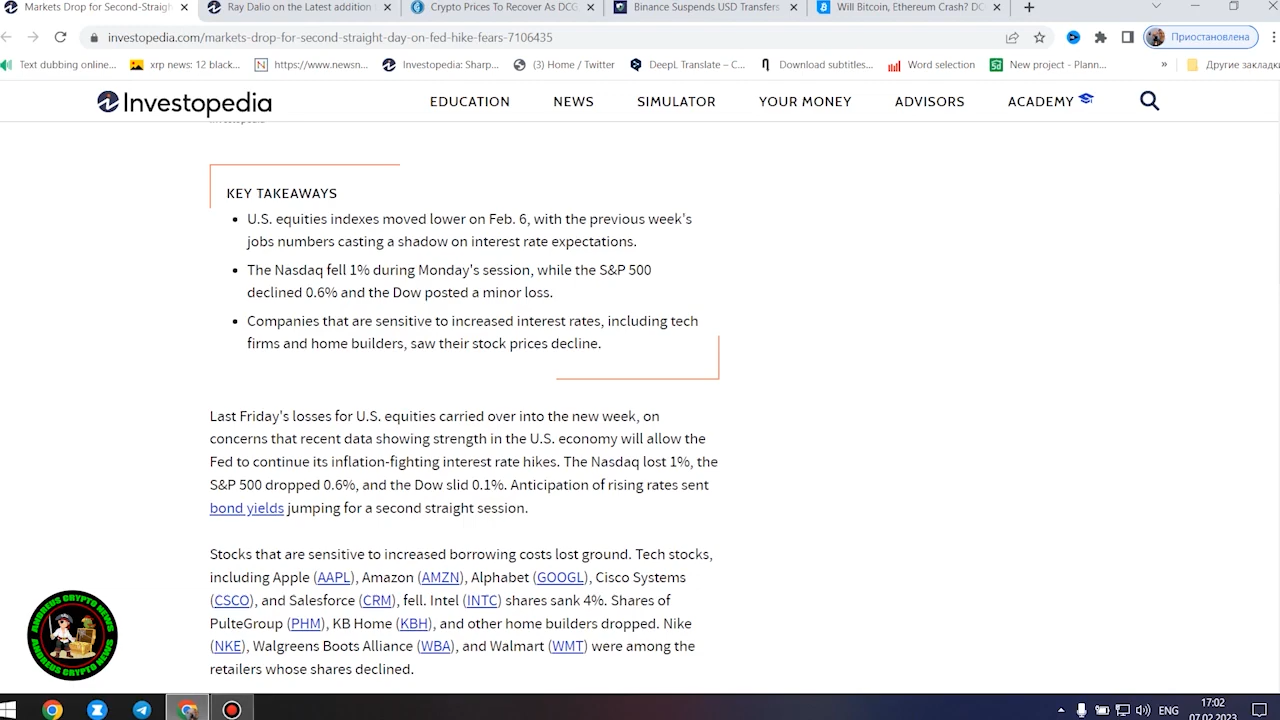 Markets Drop for Second-Straigh
Ray Dalio on the Latest addition
Crypto Prices To Recover As DCG
Binance Suspends USD Transfers
Will Bitcoin, Ethereum Crash? DC
investopedia.com/markets-drop-for-second-straight-day-on-fed-hike-fears-7106435
Приостановлена
Text dubbing online...
xrp news: 12 black...
https://www.newsn...
Investopedia: Sharp...
(3) Home / Twitter
DeepL Translate – C...
Download subtitles...
Word selection
New project - Plann...
»
Другие закладки
Investopedia
EDUCATION
NEWS
SIMULATOR
YOUR MONEY
ADVISORS
ACADEMY
KEY TAKEAWAYS
• U.S. equities indexes moved lower on Feb. 6, with the previous week's
jobs numbers casting a shadow on interest rate expectations.
• The Nasdaq fell 1% during Monday's session, while the S&P 500
declined 0.6% and the Dow posted a minor loss.
• Companies that are sensitive to increased interest rates, including tech
firms and home builders, saw their stock prices decline.
Last Friday's losses for U.S. equities carried over into the new week, on
concerns that recent data showing strength in the U.S. economy will allow the
Fed to continue its inflation-fighting interest rate hikes. The Nasdaq lost 1%, the
S&P 500 dropped 0.6%, and the Dow slid 0.1%. Anticipation of rising rates sent
bond yields jumping for a second straight session.
Stocks that are sensitive to increased borrowing costs lost ground. Tech stocks,
including Apple (AAPL), Amazon (AMZN), Alphabet (GOOGL), Cisco Systems
(CSCO), and Salesforce (CRM), fell. Intel (INTC) shares sank 4%. Shares of
PulteGroup (PHM), KB Home (KBH), and other home builders dropped. Nike
(NKE), Walgreens Boots Alliance (WBA), and Walmart (WMT) were among the
retailers whose shares declined.
ANDREUS CRYPTO NEWS
ANDREUS CRYPTO NEWS
ENG
17:02
07.02.2023